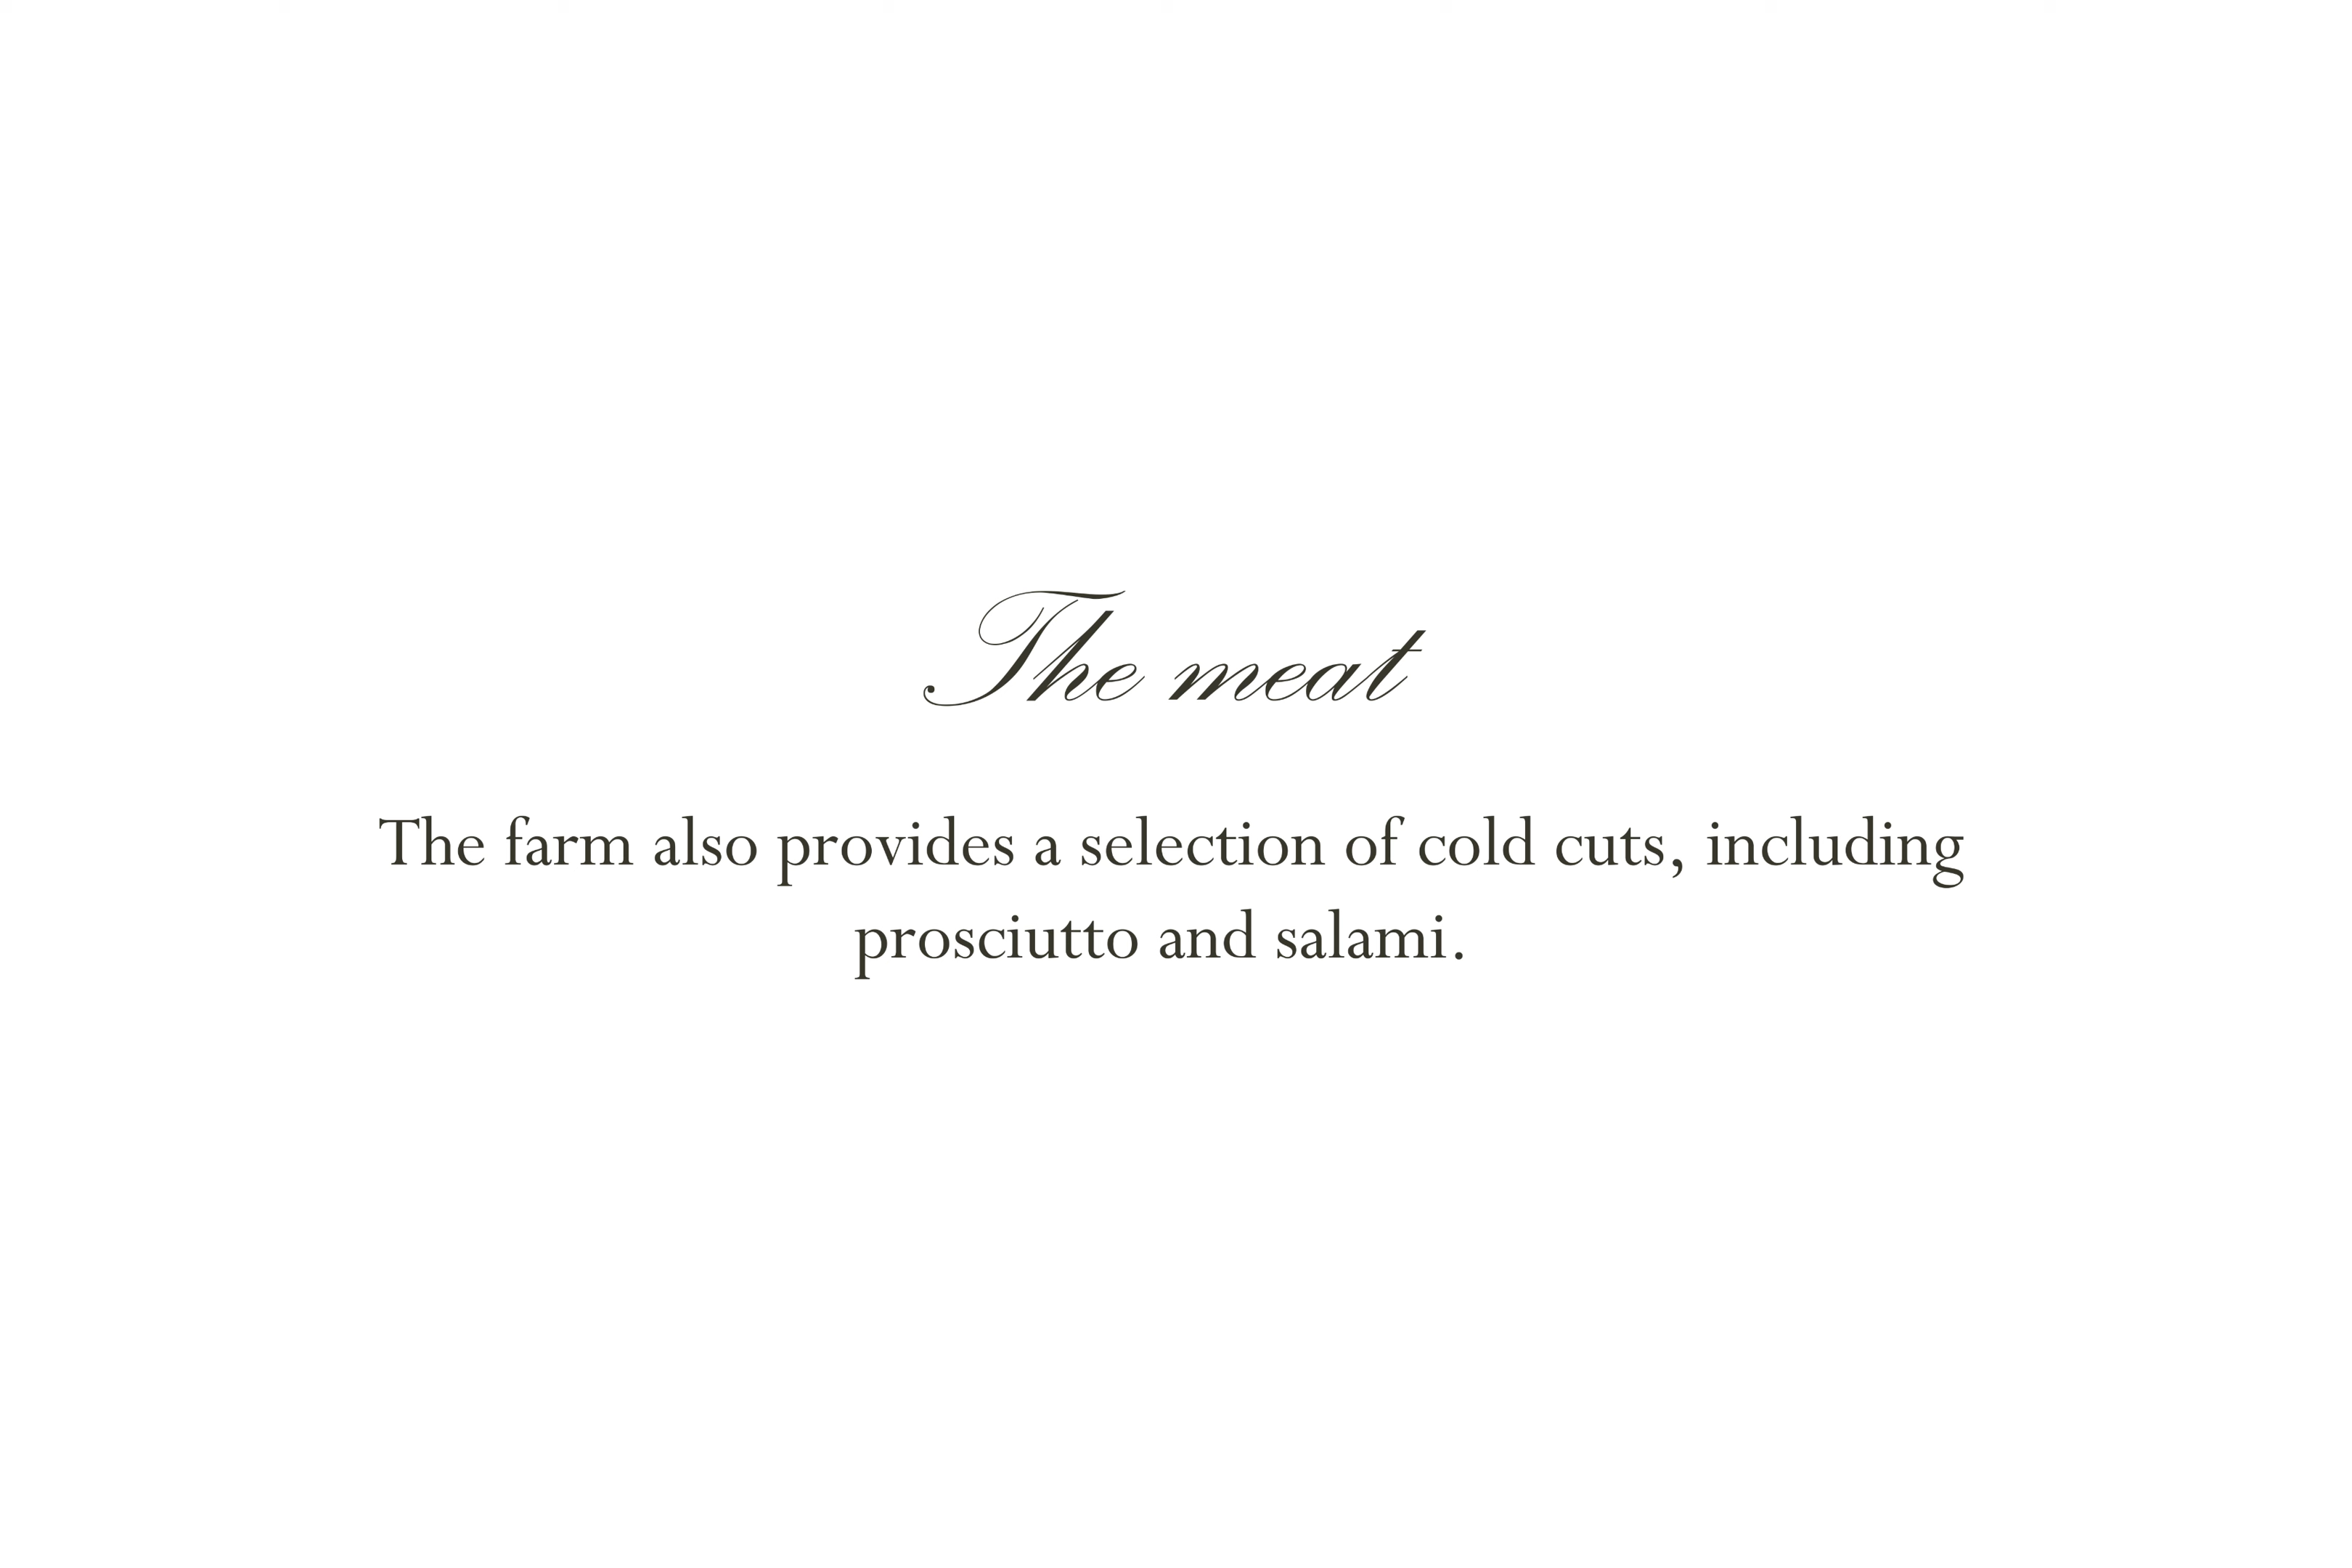 The meat
The farm also provides a selection of cold cuts, including
prosciutto and salami.